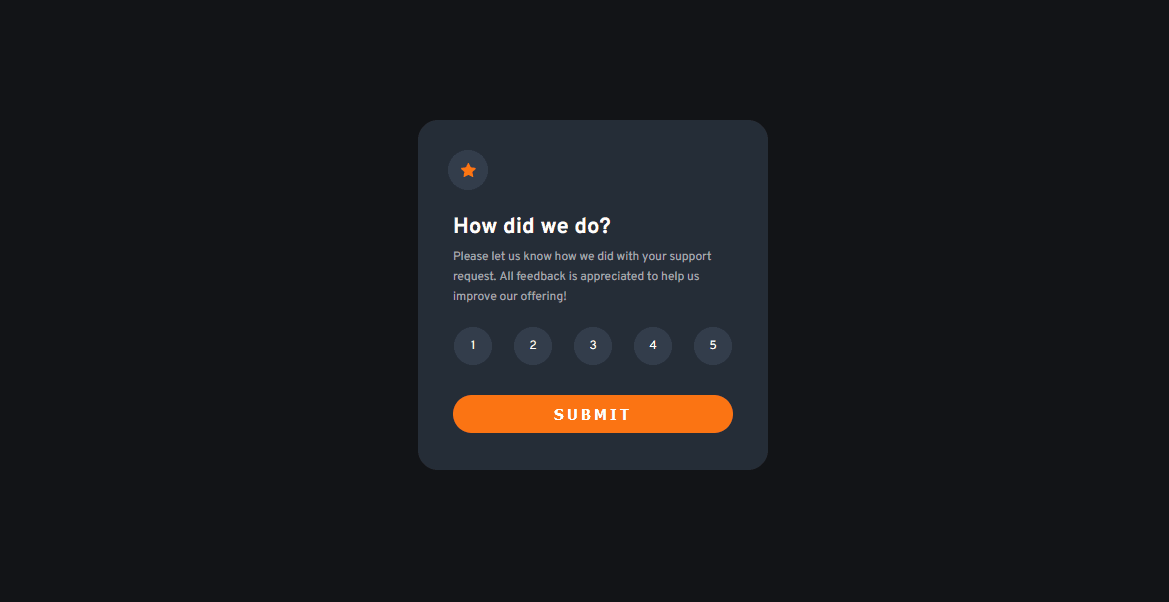 How did we do?
Please let us know how we did with your support
request. All feedback is appreciated to help us
improve our offering!
1 2 3 4 5
SUBMIT